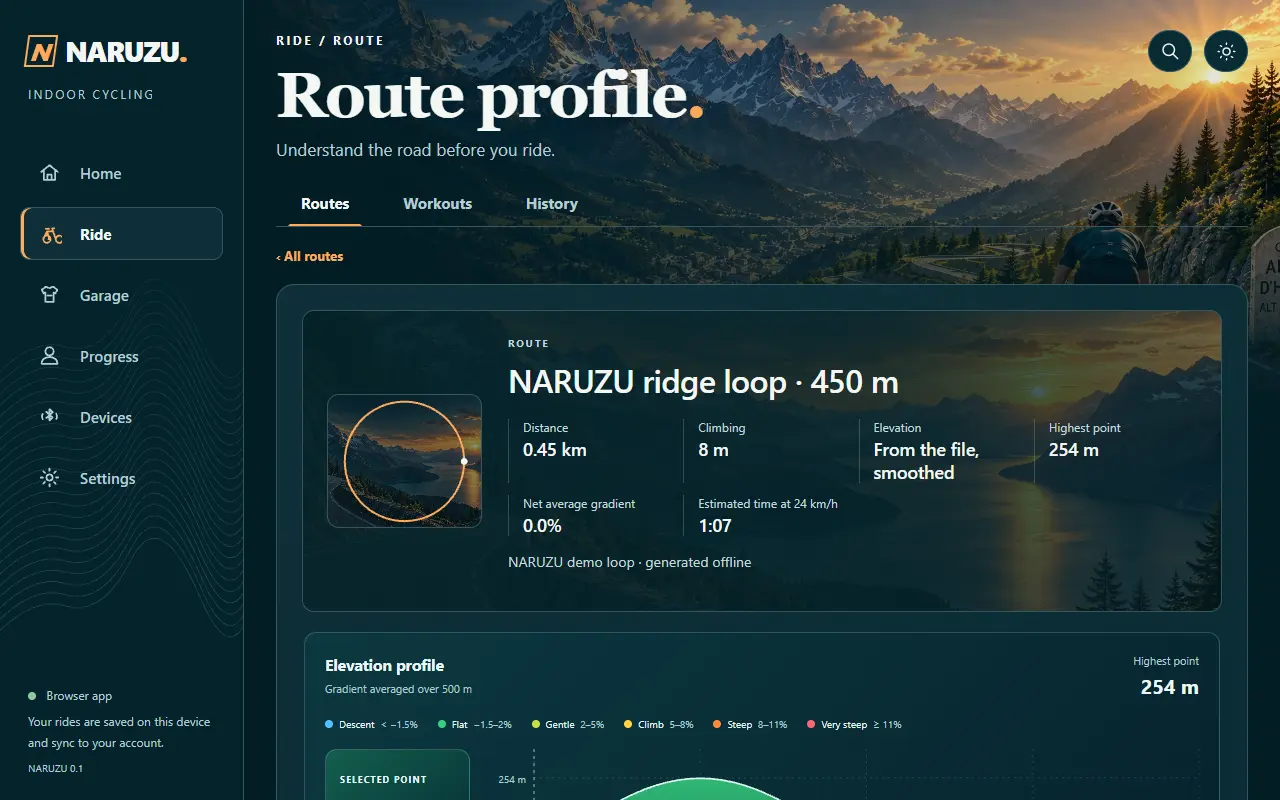 NARUZU.
INDOOR CYCLING
Home
Ride
Garage
Progress
Devices
Settings
Browser app
Your rides are saved on this device
and sync to your account.
NARUZU 0.1
RIDE / ROUTE
Route profile.
Understand the road before you ride.
Routes
Workouts
History
‹ All routes
ROUTE
NARUZU ridge loop · 450 m
Distance
0.45 km
Climbing
8 m
Elevation
From the file,
smoothed
Highest point
254 m
Net average gradient
0.0%
Estimated time at 24 km/h
1:07
NARUZU demo loop · generated offline
Elevation profile
Gradient averaged over 500 m
Highest point
254 m
Descent < −1.5%
Flat −1.5–2%
Gentle 2–5%
Climb 5–8%
Steep 8–11%
Very steep ≥ 11%
SELECTED POINT
254 m